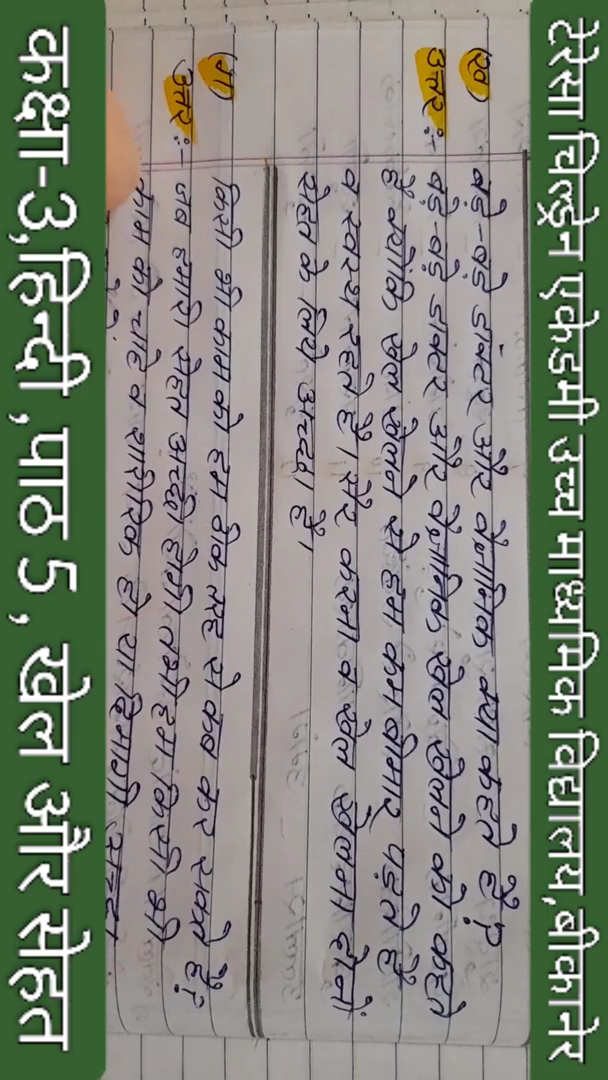 टेरेसा चिल्ड्रेन एकेडमी उच्च माध्यमिक विद्यालय,बीकानेर
(ख) बड़े-बड़े डॉक्टर और वैज्ञानिक क्या कहते हैं?
उत्तर:- बड़े-बड़े डाक्टर और वैज्ञानिक खेल खेलने को कहते
है क्योंकि खेल खेलने से हम कम बीमार पड़ते हैं
व स्वस्थ रहते हैं। सैर करना व खेल खेलना दोनों
सेहत के लिये अच्छा हैं।
(ग) किसी भी काम को हम ठीक तरह से कब कर सकते हैं?
उत्तर:- जब हमारी सेहत अच्छी होगी तभी हम किसी भी
काम को चाहे व शारीरिक हो या दिमागी
कक्षा-3,हिन्दी ,पाठ 5 , खेल और सेहत